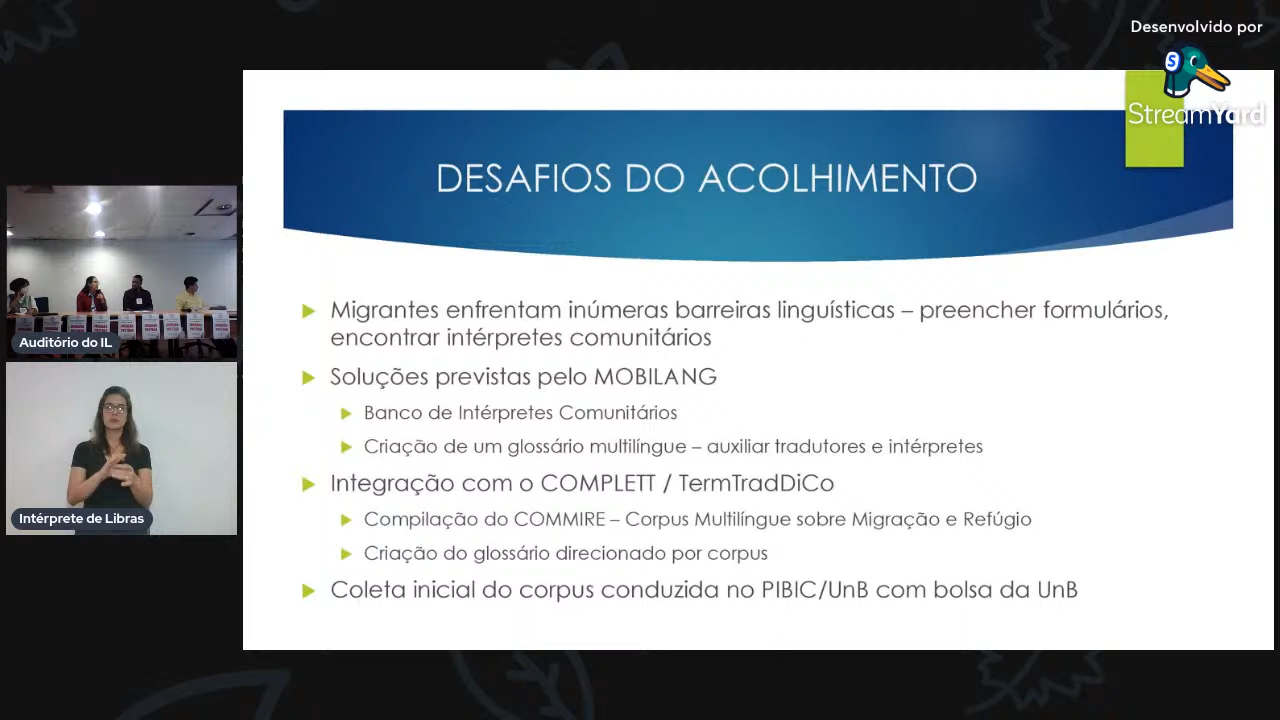 Desenvolvido por
StreamYard
DESAFIOS DO ACOLHIMENTO
Migrantes enfrentam inúmeras barreiras linguísticas – preencher formulários,
encontrar intérpretes comunitários
Soluções previstas pelo MOBILANG
Banco de Intérpretes Comunitários
Criação de um glossário multilíngue – auxiliar tradutores e intérpretes
Integração com o COMPLETT / TermTradDiCo
Compilação do COMMIRE – Corpus Multilíngue sobre Migração e Refúgio
Criação do glossário direcionado por corpus
Coleta inicial do corpus conduzida no PIBIC/UnB com bolsa da UnB
Auditório do IL
Intérprete de Libras